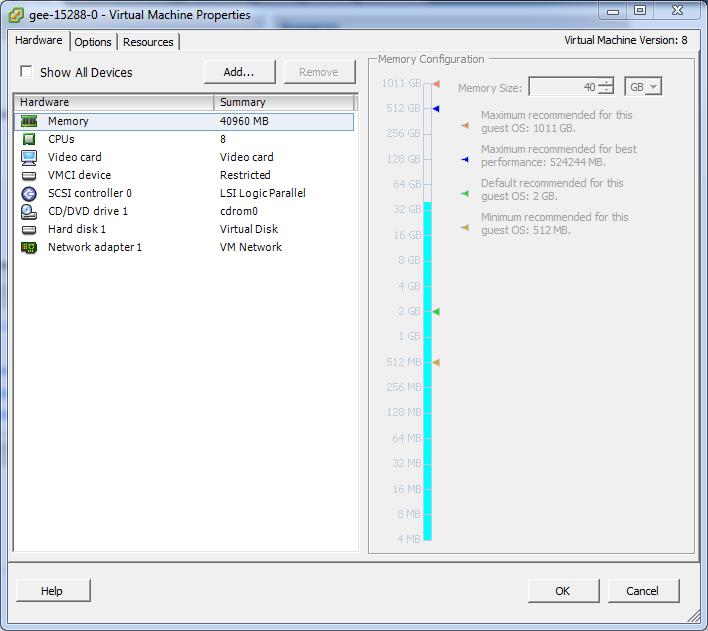 gee-15288-0 - Virtual Machine Properties
Hardware Options Resources Virtual Machine Version: 8
Show All Devices Add... Remove
Hardware Summary
Memory 40960 MB
CPUs 8
Video card Video card
VMCI device Restricted
SCSI controller 0 LSI Logic Parallel
CD/DVD drive 1 cdrom0
Hard disk 1 Virtual Disk
Network adapter 1 VM Network
Memory Configuration
1011 GB
512 GB
256 GB
128 GB
64 GB
32 GB
16 GB
8 GB
4 GB
2 GB
1 GB
512 MB
256 MB
128 MB
64 MB
32 MB
16 MB
8 MB
4 MB
Memory Size: 40 GB
Maximum recommended for this
guest OS: 1011 GB.
Maximum recommended for best
performance: 524244 MB.
Default recommended for this
guest OS: 2 GB.
Minimum recommended for this
guest OS: 512 MB.
Help OK Cancel